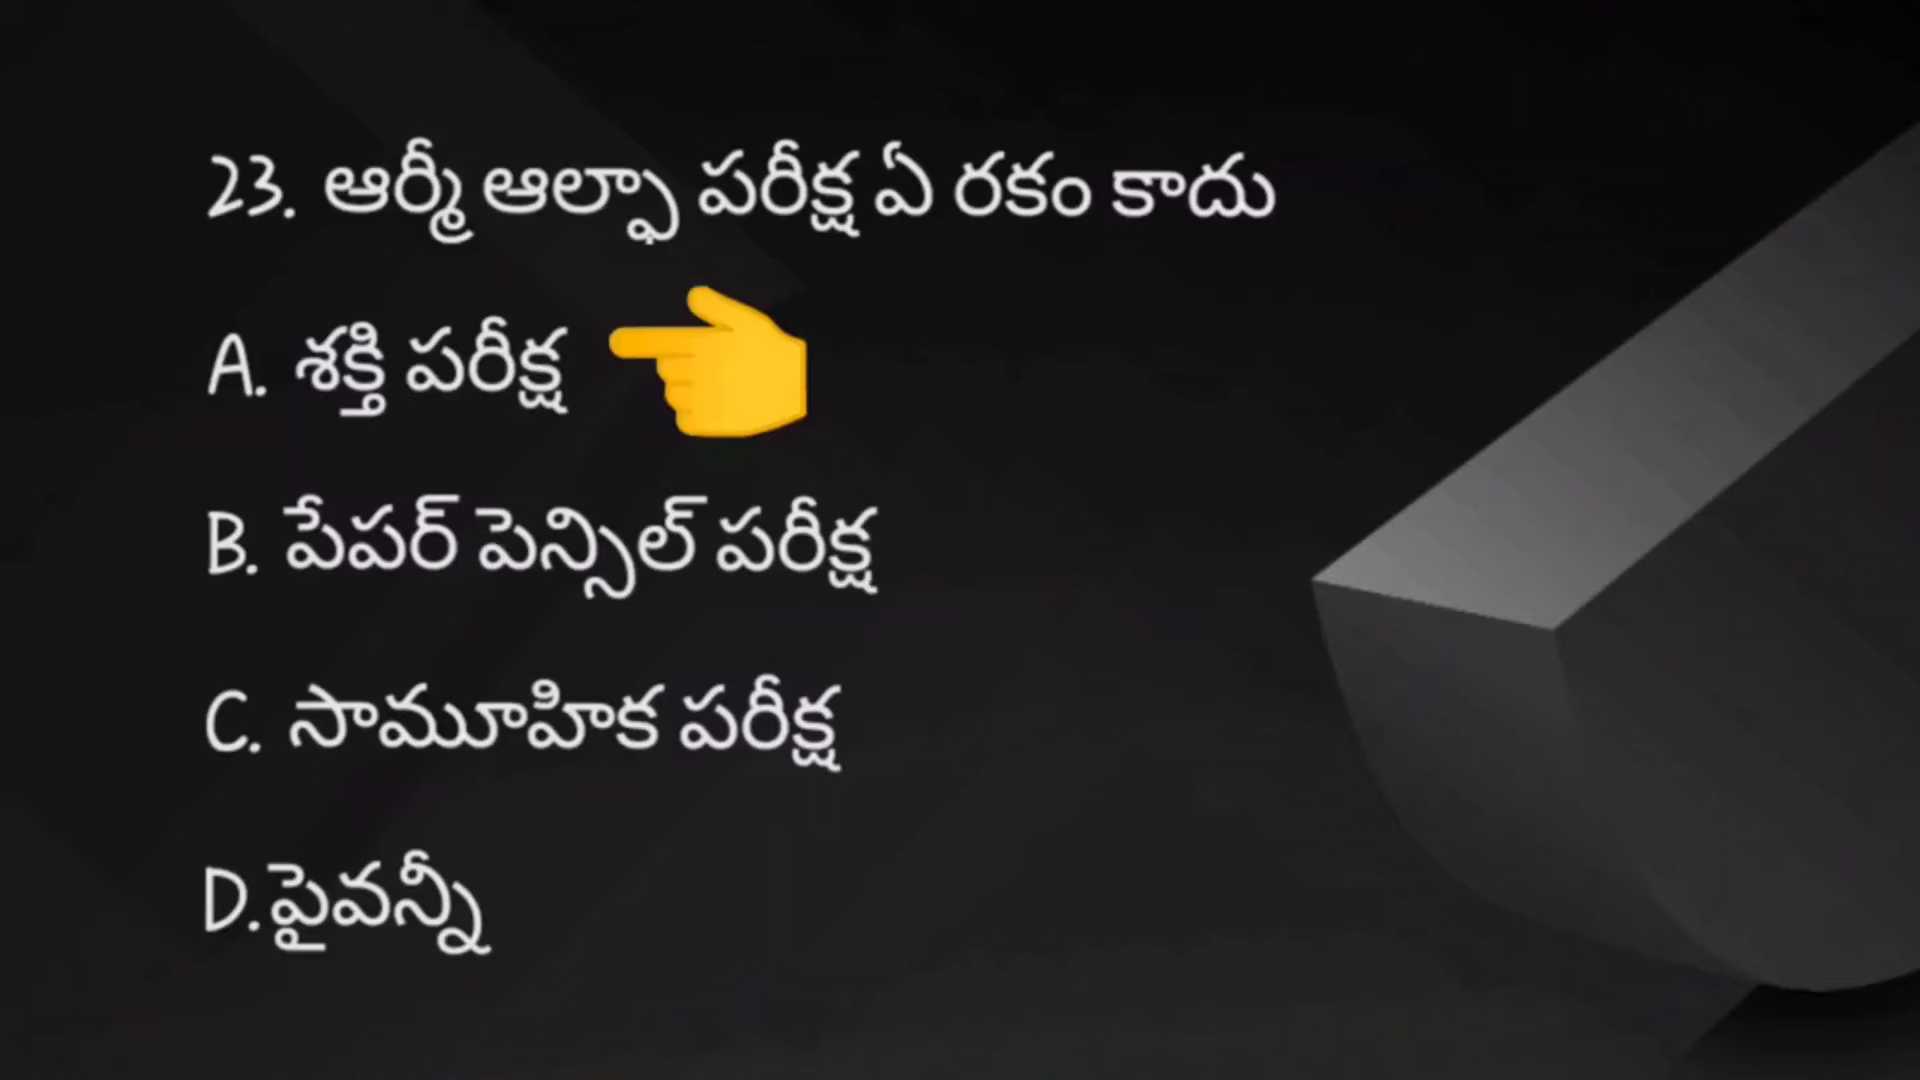 23. ఆర్మీ ఆల్ఫా పరీక్ష ఏ రకం కాదు
A. శక్తి పరీక్ష
B. పేపర్ పెన్సిల్ పరీక్ష
C. సామూహిక పరీక్ష
D.పైవన్నీ